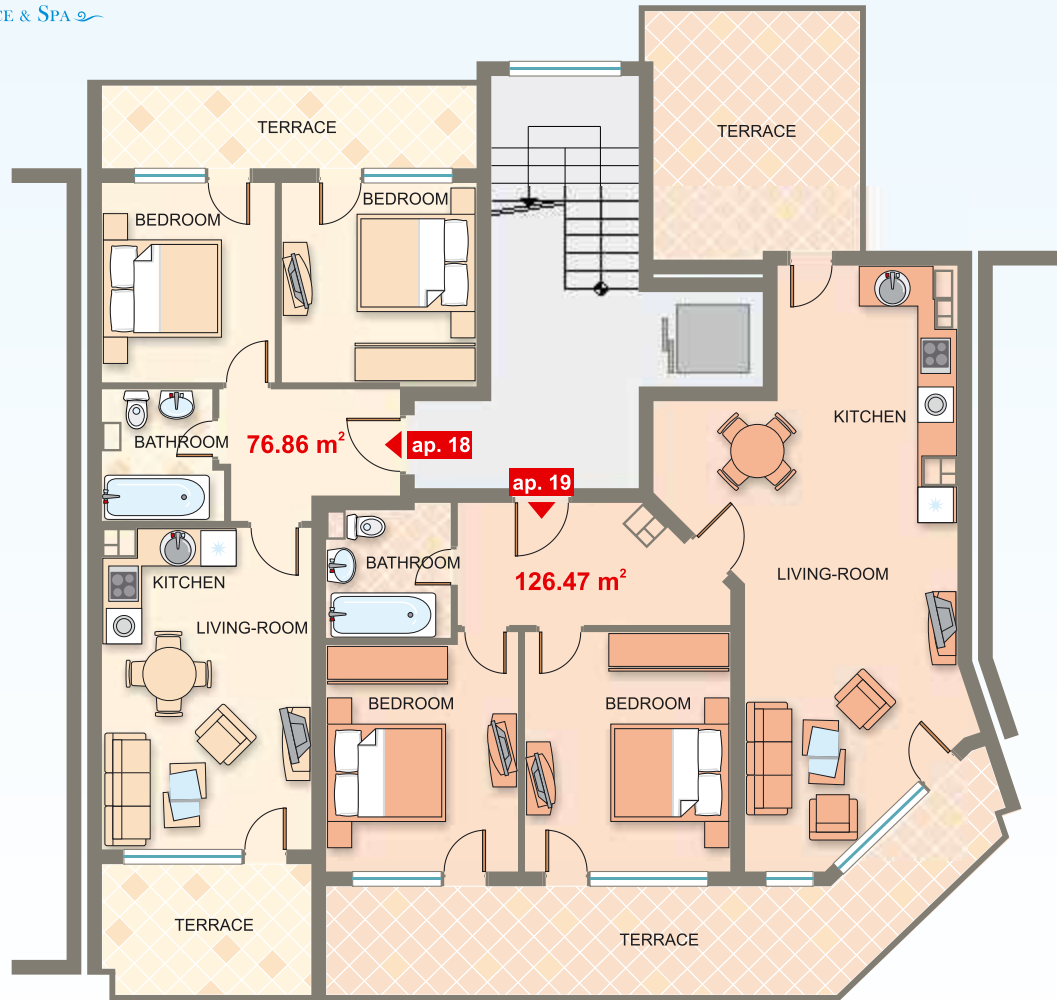 & SPA
TERRACE
TERRACE
BEDROOM
BEDROOM
KITCHEN
BATHROOM
76.86 m²
ap. 18
ap. 19
BATHROOM
126.47 m²
LIVING-ROOM
KITCHEN
LIVING-ROOM
BEDROOM
BEDROOM
TERRACE
TERRACE